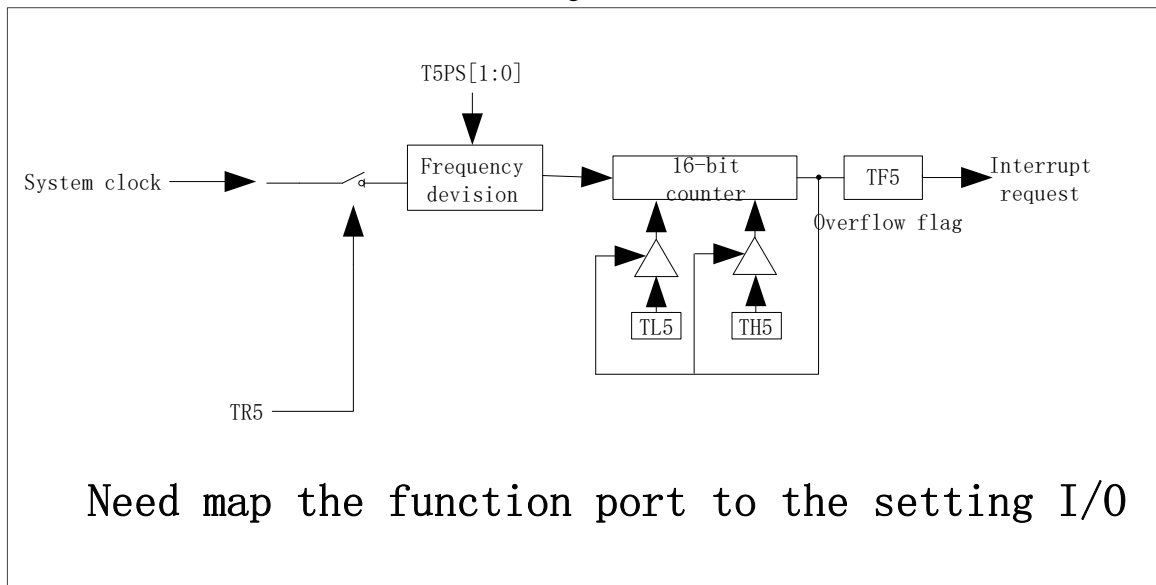 T5PS[1:0]
System clock
Frequency
devision
16-bit
counter
TF5
Interrupt
request
Overflow flag
TL5
TH5
TR5
Need map the function port to the setting I/O